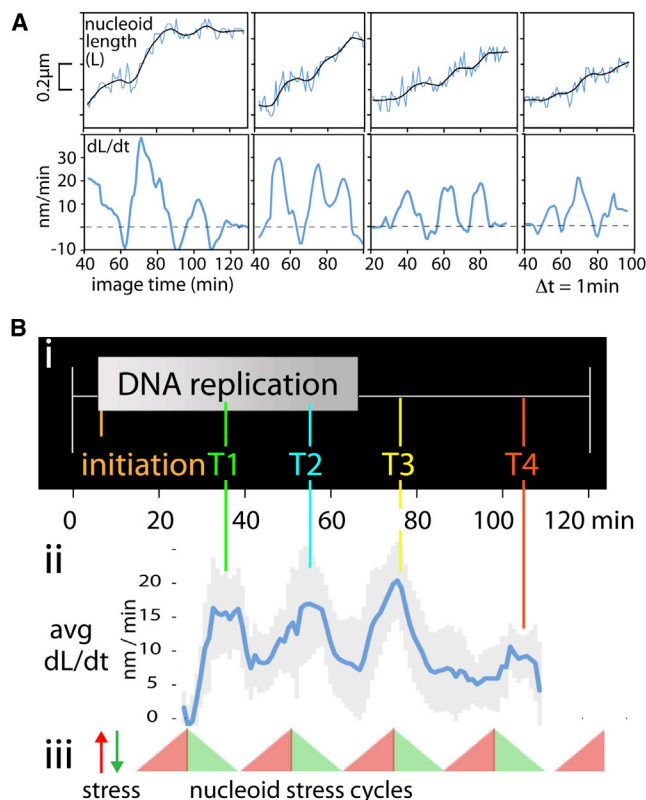 A
nucleoid
length
(L)
0.2µm
dL/dt
nm/min
30
20
10
0
-10
40 60 80 100 120
40 60 80
20 40 60 80
40 60 80 100
image time (min)
Δt = 1min
B
i
DNA replication
initiation T1 T2 T3 T4
0 20 40 60 80 100 120 min
ii
avg
dL/dt
nm / min
20
15
10
5
0
iii
stress
nucleoid stress cycles